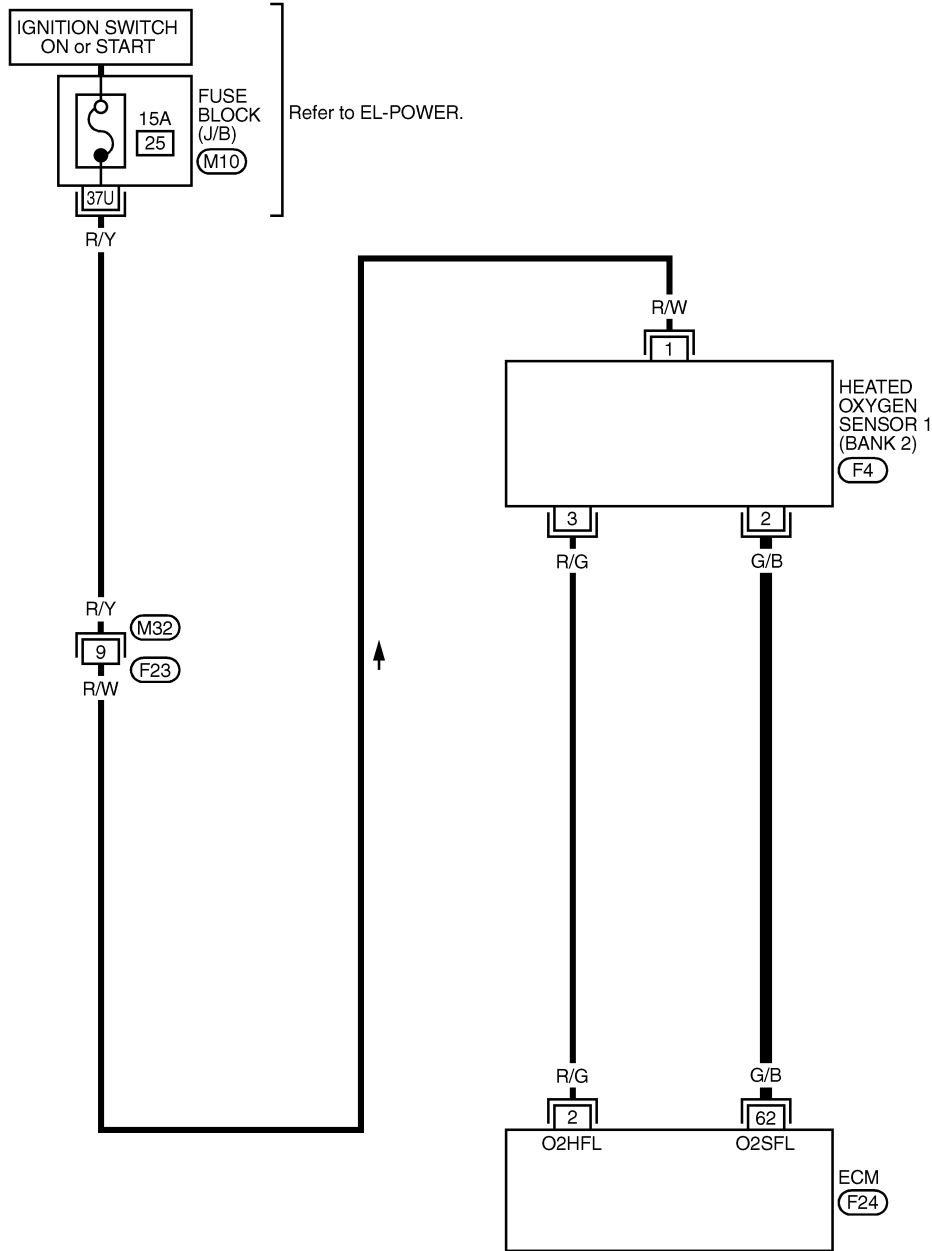 IGNITION SWITCH
ON or START
FUSE
BLOCK
(J/B)
M10
15A
25
Refer to EL-POWER.
37U
R/Y
R/W
1
HEATED
OXYGEN
SENSOR 1
(BANK 2)
F4
3
2
R/G
G/B
R/Y
M32
9
F23
R/W
R/G
G/B
2
62
O2HFL
O2SFL
ECM
F24